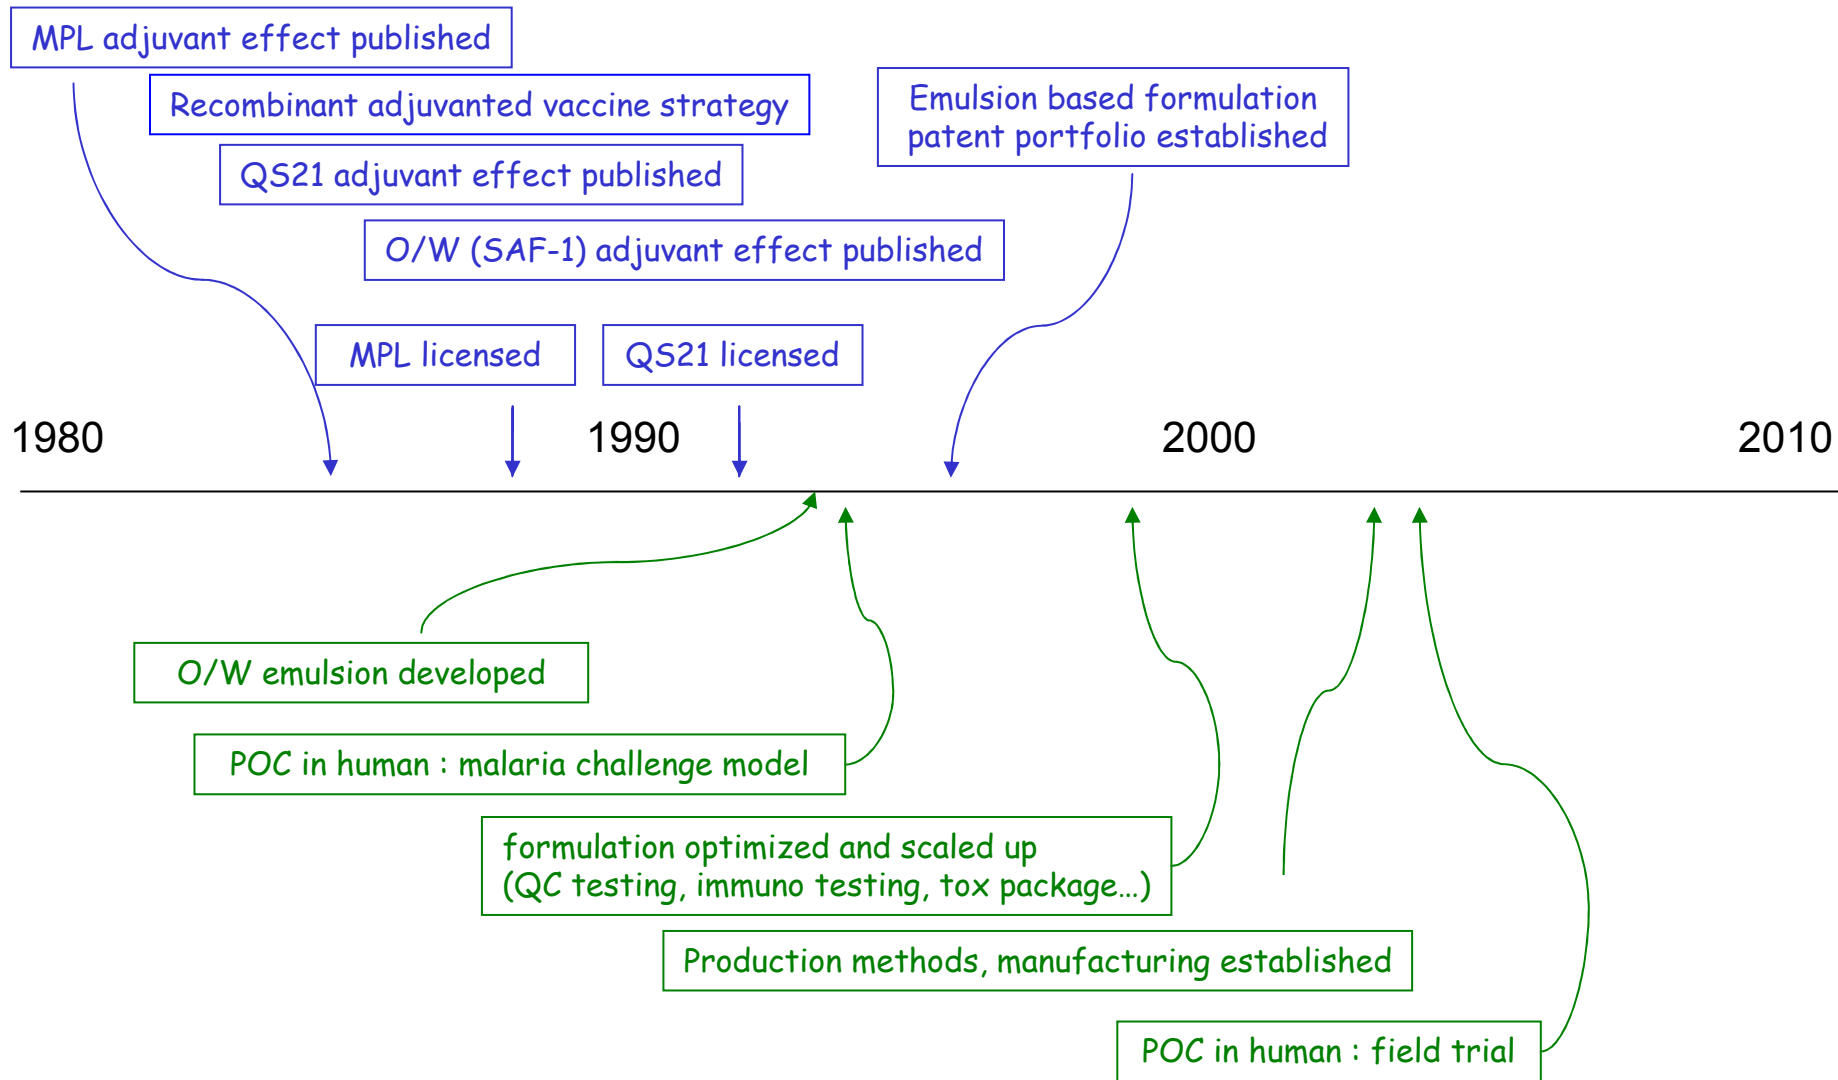 MPL adjuvant effect published
Recombinant adjuvanted vaccine strategy
Emulsion based formulation
patent portfolio established
QS21 adjuvant effect published
O/W (SAF-1) adjuvant effect published
MPL licensed
QS21 licensed
1980
1990
2000
2010
O/W emulsion developed
POC in human : malaria challenge model
formulation optimized and scaled up
(QC testing, immuno testing, tox package...)
Production methods, manufacturing established
POC in human : field trial